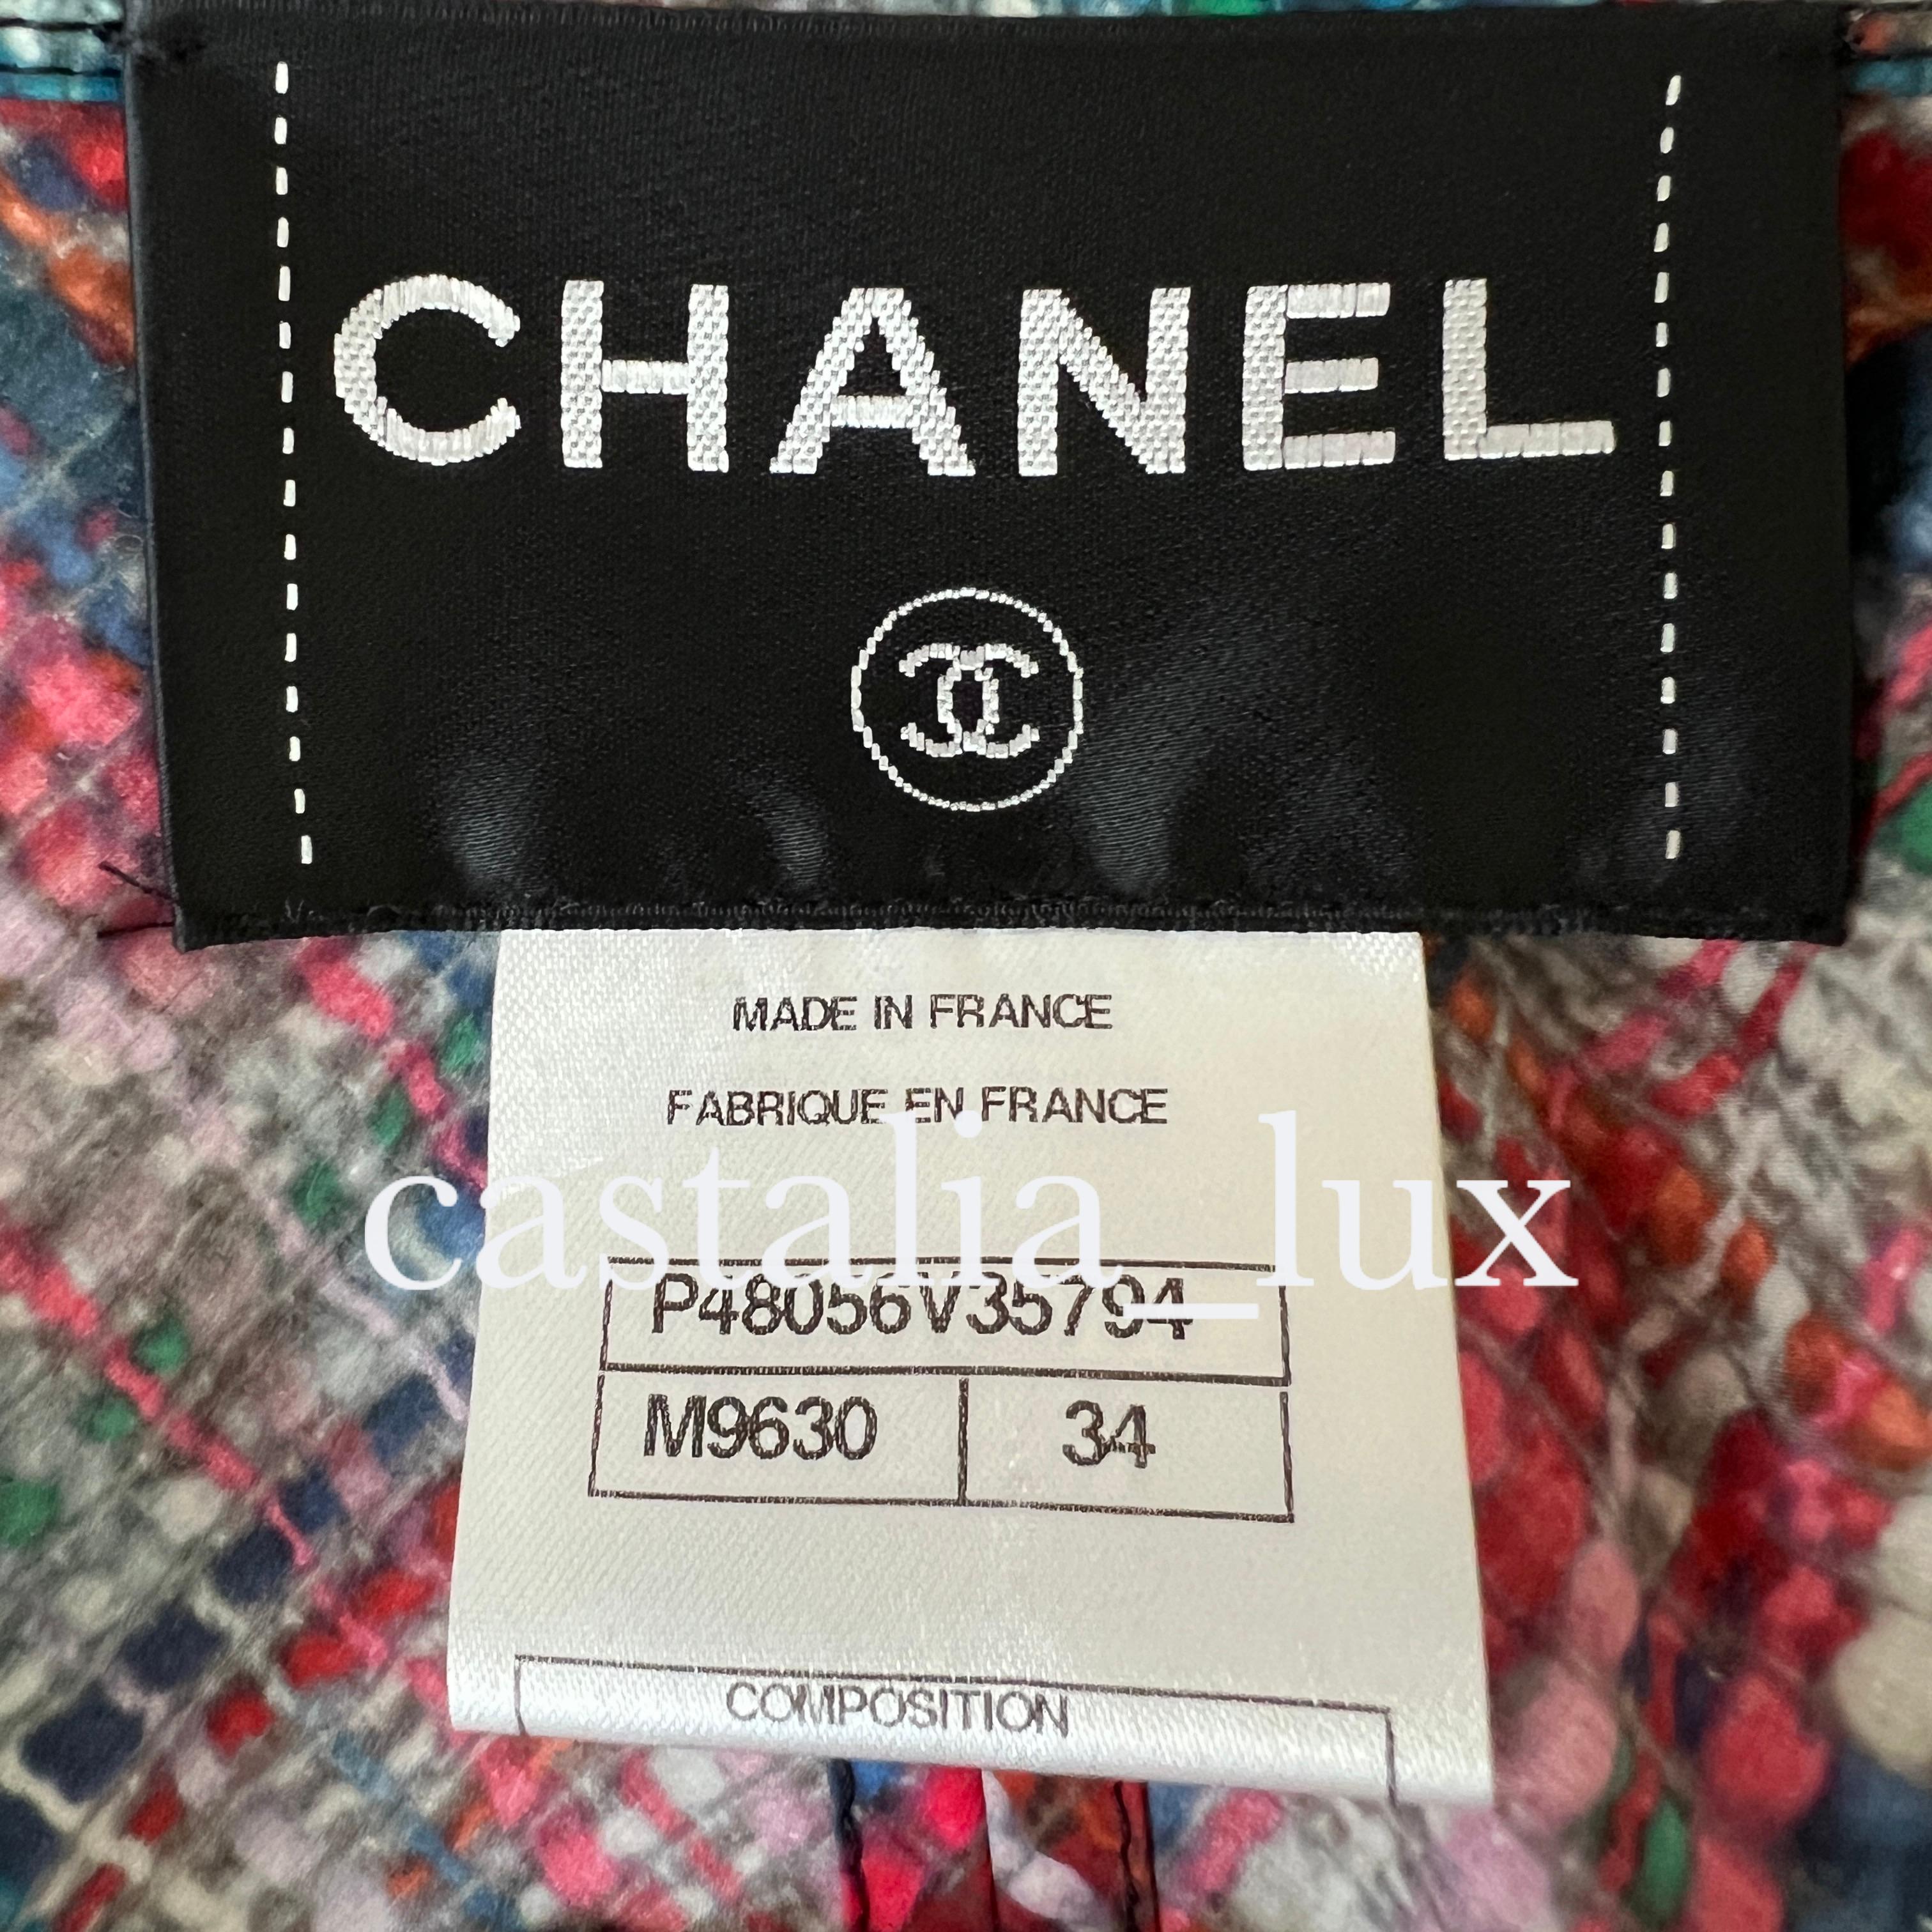 CHANEL
MADE IN FRANCE
FABRIQUE EN FRANCE
castalia_lux
P48056V35794
M9630 34
COMPOSITION